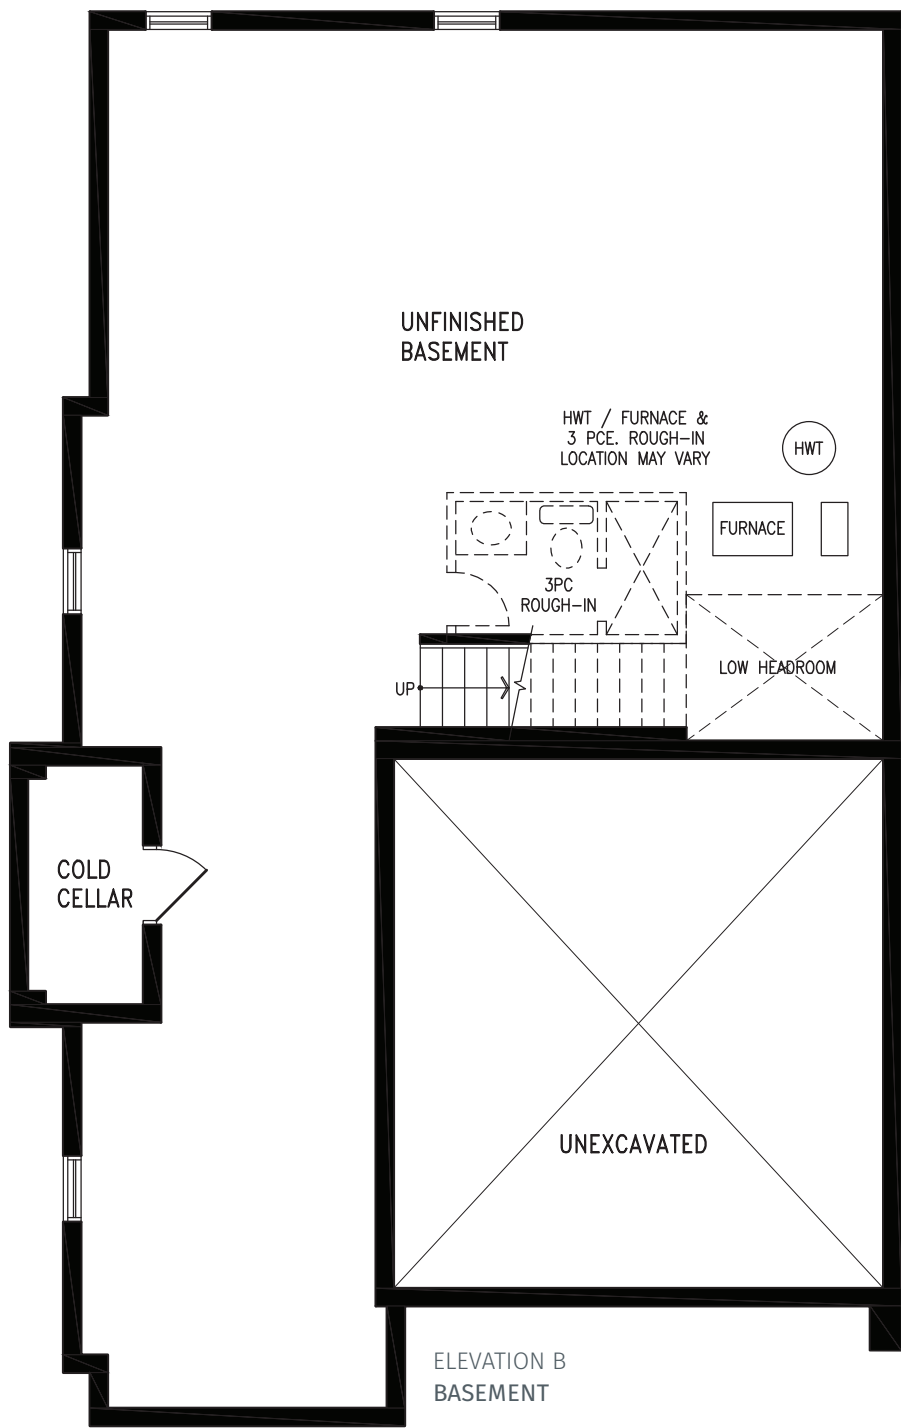 UNFINISHED
BASEMENT
HWT / FURNACE &
3 PCE. ROUGH-IN
LOCATION MAY VARY
HWT
FURNACE
3PC
ROUGH-IN
LOW HEADROOM
UP
COLD
CELLAR
UNEXCAVATED
ELEVATION B
BASEMENT